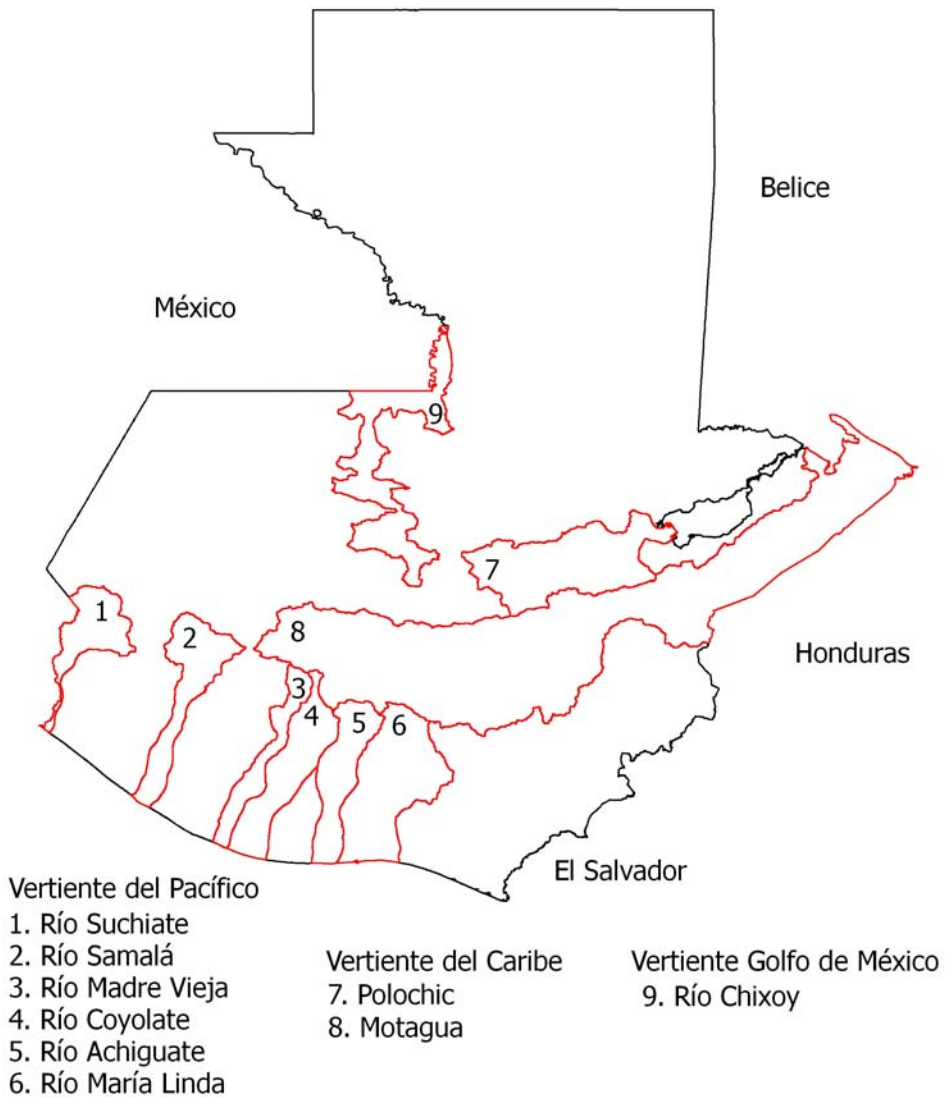 Belice
México
9
7
1
2
8
Honduras
3
4
5
6
El Salvador
Vertiente del Pacífico
1. Río Suchiate
2. Río Samalá
3. Río Madre Vieja
4. Río Coyolate
5. Río Achiguate
6. Río María Linda
Vertiente del Caribe
7. Polochic
8. Motagua
Vertiente Golfo de México
9. Río Chixoy